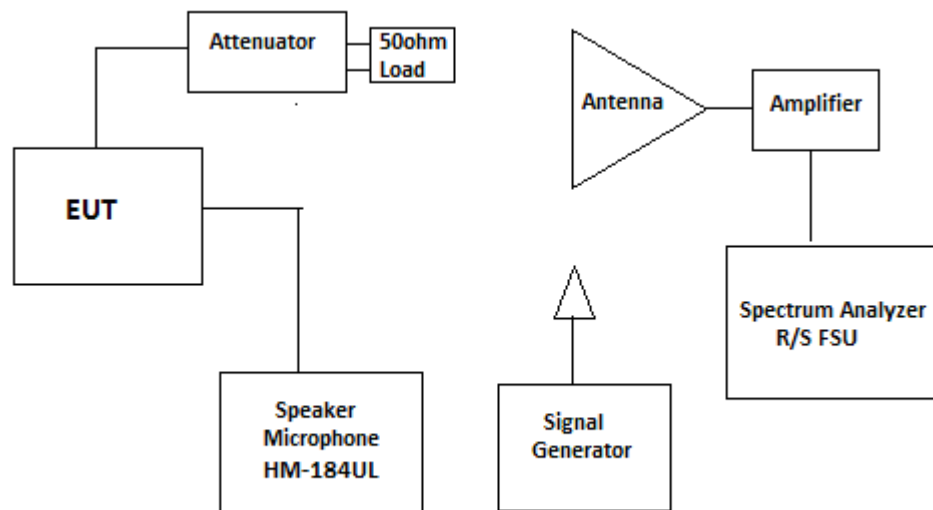 Attenuator
50ohm
Load
Antenna
Amplifier
EUT
Spectrum Analyzer
R/S FSU
Speaker
Microphone
HM-184UL
Signal
Generator